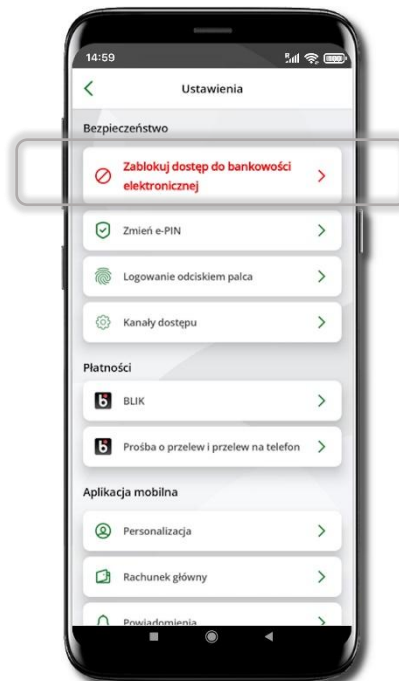 14:59
Ustawienia
Bezpieczeństwo
Zablokuj dostęp do bankowości
elektronicznej
Zmień e-PIN
Logowanie odciskiem palca
Kanały dostępu
Płatności
BLIK
Prośba o przelew i przelew na telefon
Aplikacja mobilna
Personalizacja
Rachunek główny
Powiadomienia